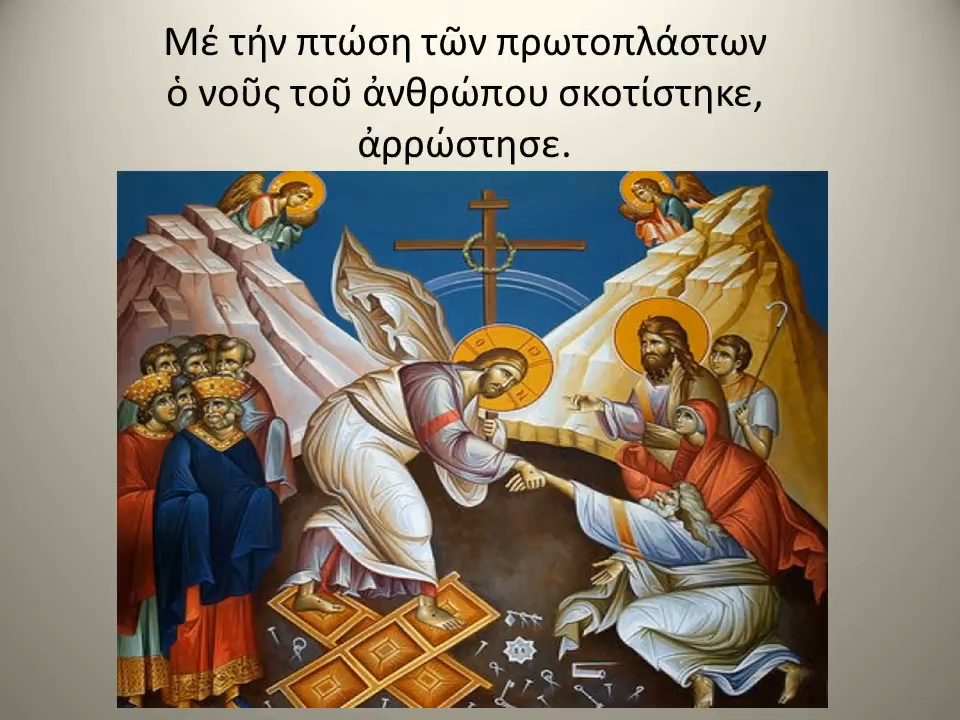 Μέ τήν πτώση τῶν πρωτοπλάστων
ὁ νοῦς τοῦ ἀνθρώπου σκοτίστηκε,
ἀρρώστησε.
Ο Ω Ν